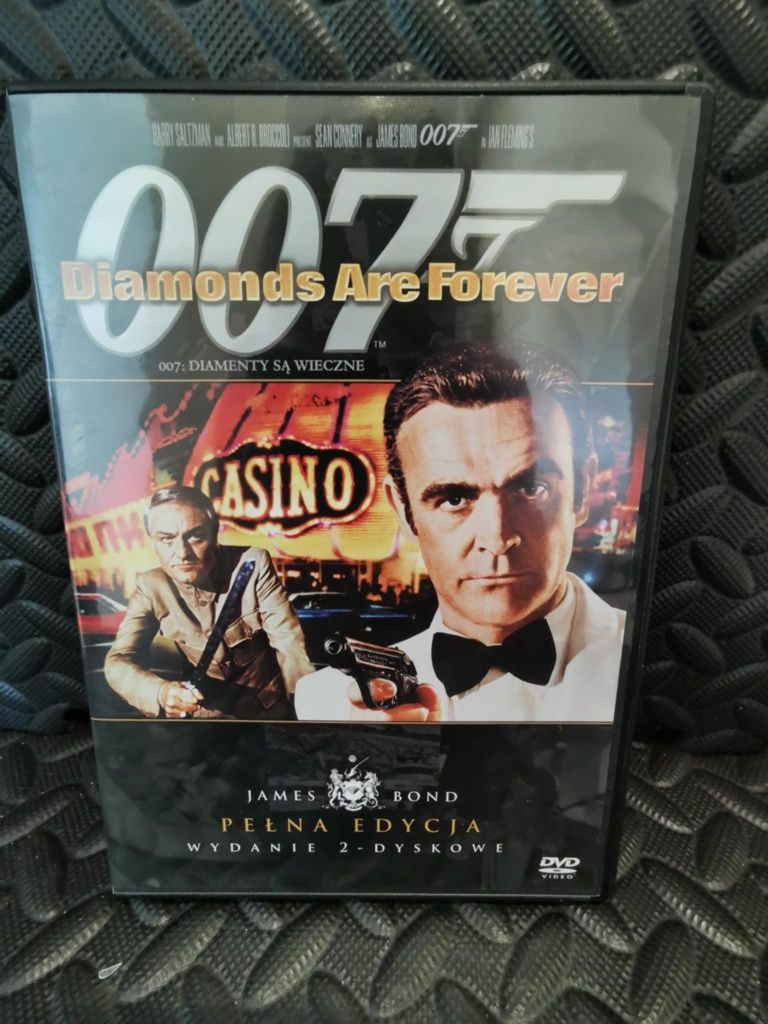 HARRY SALTZMAN AND ALBERT R. BROCCOLI PRESENT SEAN CONNERY AS JAMES BOND 007 IN IAN FLEMING'S
007
Diamonds Are Forever
TM
007: DIAMENTY SĄ WIECZNE
CASINO
JAMES BOND
PEŁNA EDYCJA
WYDANIE 2-DYSKOWE
DVD
VIDEO